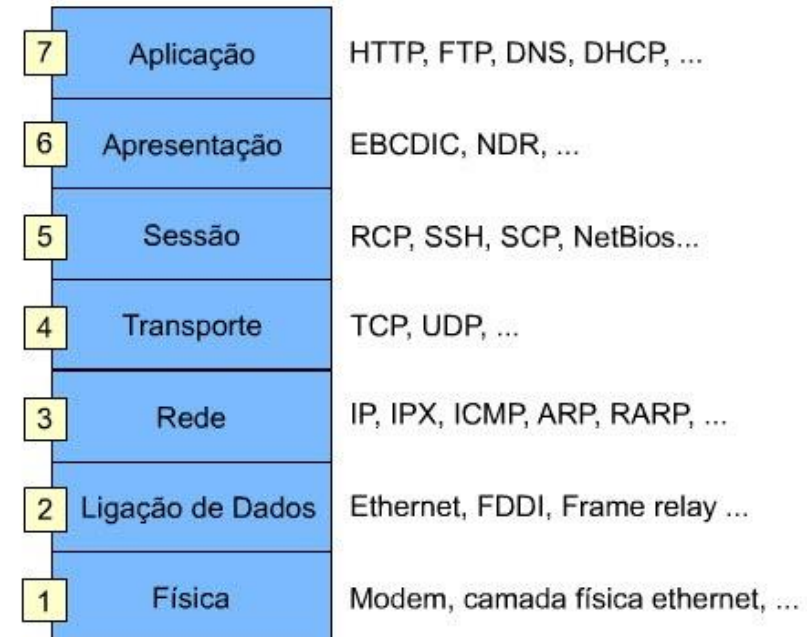 7 Aplicação HTTP, FTP, DNS, DHCP, ...
6 Apresentação EBCDIC, NDR, ...
5 Sessão RCP, SSH, SCP, NetBios...
4 Transporte TCP, UDP, ...
3 Rede IP, IPX, ICMP, ARP, RARP, ...
2 Ligação de Dados Ethernet, FDDI, Frame relay ...
1 Física Modem, camada física ethernet, ...